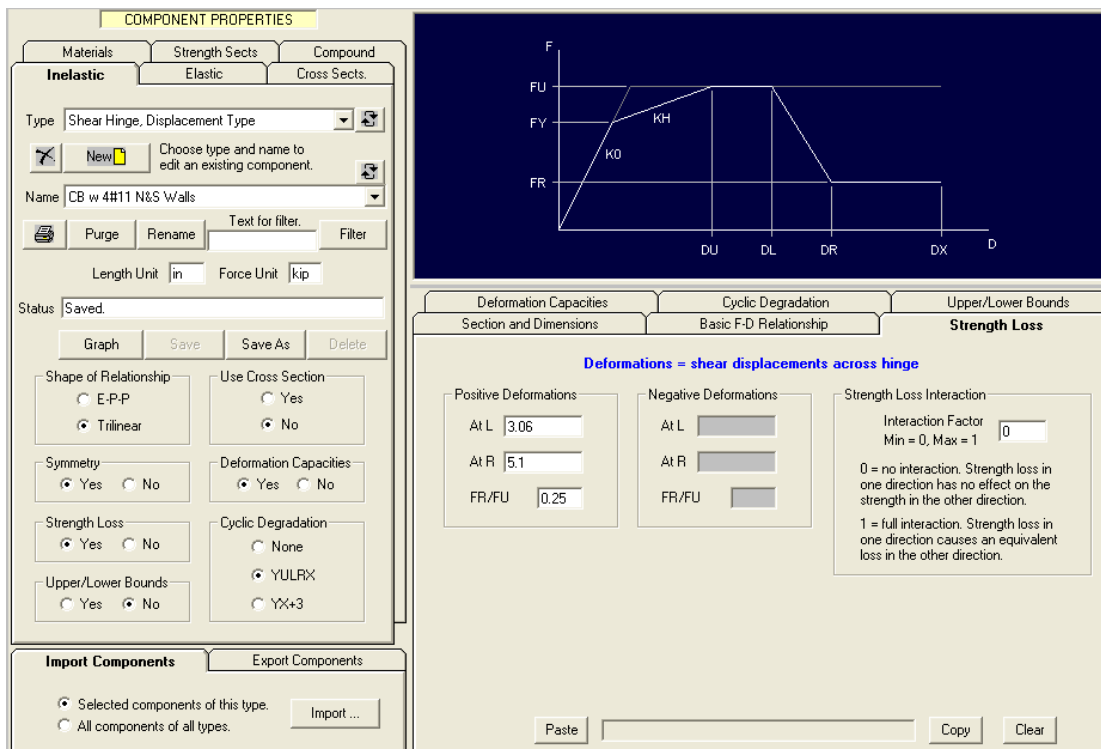 COMPONENT PROPERTIES
Materials Strength Sects Compound
Inelastic Elastic Cross Sects.
Type Shear Hinge, Displacement Type
New Choose type and name to
edit an existing component.
Name CB w 4#11 N&S Walls
Text for filter.
Purge Rename Filter
Length Unit in Force Unit kip
Status Saved.
Graph Save Save As Delete
Shape of Relationship
E-P-P
Trilinear
Use Cross Section
Yes
No
Symmetry
Yes No
Deformation Capacities
Yes No
Strength Loss
Yes No
Cyclic Degradation
None
YULRX
YX+3
Upper/Lower Bounds
Yes No
Import Components Export Components
Selected components of this type.
All components of all types.
Import ...
F
FU
FY
KH
K0
FR
DU DL DR DX D
Deformation Capacities Cyclic Degradation Upper/Lower Bounds
Section and Dimensions Basic F-D Relationship Strength Loss
Deformations = shear displacements across hinge
Positive Deformations
At L 3.06
At R 5.1
FR/FU 0.25
Negative Deformations
At L
At R
FR/FU
Strength Loss Interaction
Interaction Factor
Min = 0, Max = 1 0
0 = no interaction. Strength loss in
one direction has no effect on the
strength in the other direction.
1 = full interaction. Strength loss in
one direction causes an equivalent
loss in the other direction.
Paste Copy Clear